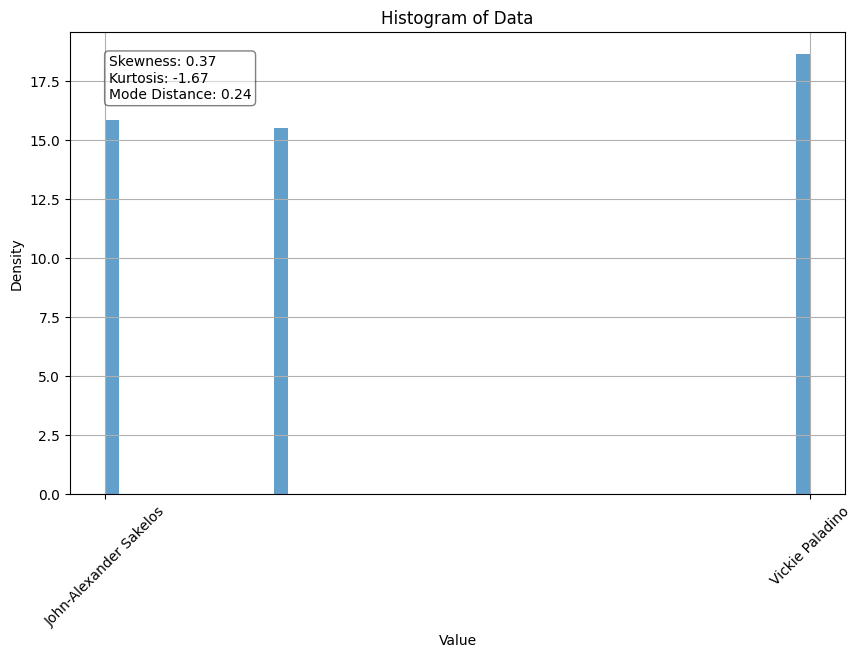 Histogram of Data
Skewness: 0.37
Kurtosis: -1.67
Mode Distance: 0.24
17.5
15.0
12.5
10.0
7.5
5.0
2.5
0.0
Density
John-Alexander Sakelos
Vickie Paladino
Value